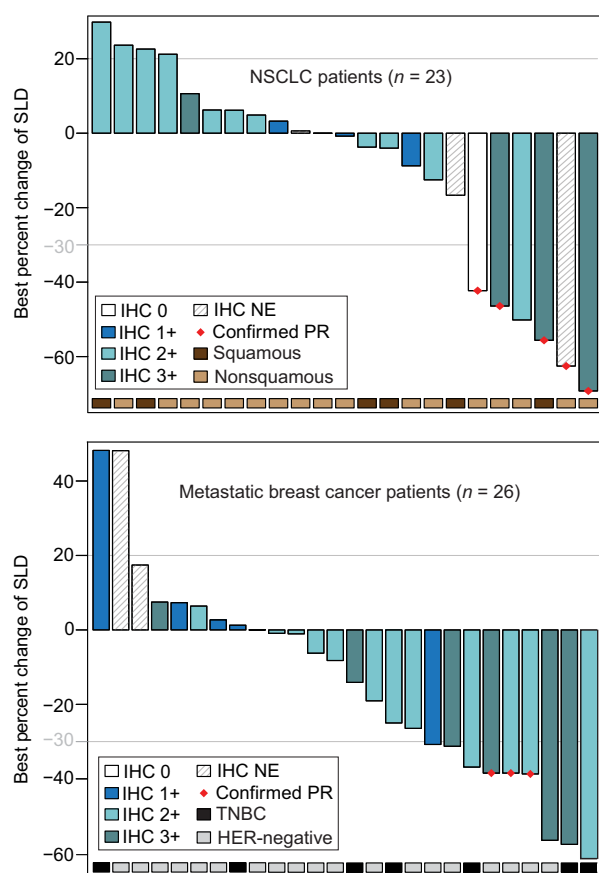 Best percent change of SLD
NSCLC patients (n = 23)
20
0
−20
−30
−40
−60
IHC 0
IHC 1+
IHC 2+
IHC 3+
IHC NE
Confirmed PR
Squamous
Nonsquamous
Best percent change of SLD
Metastatic breast cancer patients (n = 26)
40
20
0
−20
−30
−40
−60
IHC 0
IHC 1+
IHC 2+
IHC 3+
IHC NE
Confirmed PR
TNBC
HER-negative